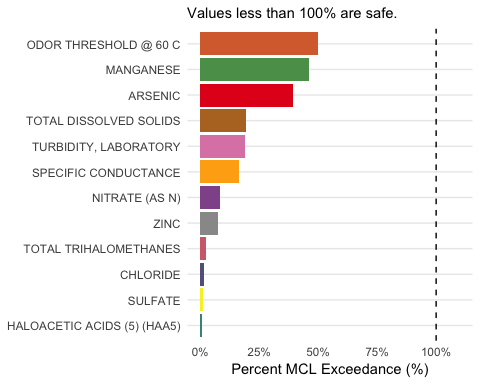 Values less than 100% are safe.
ODOR THRESHOLD @ 60 C
MANGANESE
ARSENIC
TOTAL DISSOLVED SOLIDS
TURBIDITY, LABORATORY
SPECIFIC CONDUCTANCE
NITRATE (AS N)
ZINC
TOTAL TRIHALOMETHANES
CHLORIDE
SULFATE
HALOACETIC ACIDS (5) (HAA5)
0% 25% 50% 75% 100%
Percent MCL Exceedance (%)